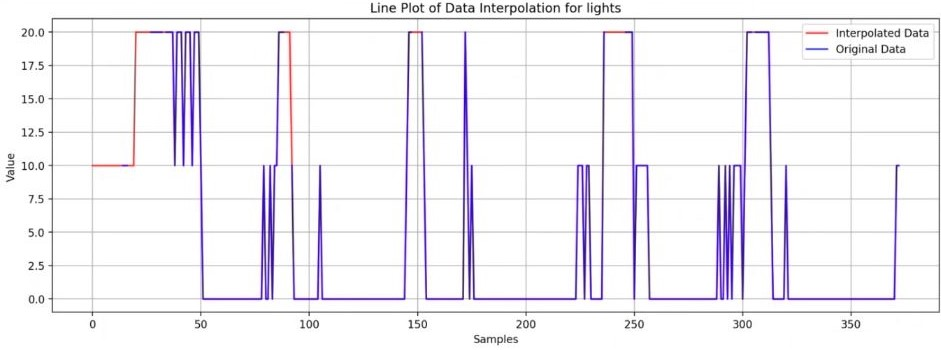 Line Plot of Data Interpolation for lights
Interpolated Data
Original Data
20.0
17.5
15.0
12.5
10.0
7.5
5.0
2.5
0.0
Value
0 50 100 150 200 250 300 350
Samples